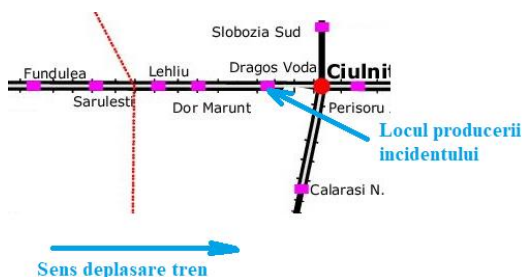 Slobozia Sud
Fundulea
Lehliu
Dragos Voda
Ciulnit
Sarulesti
Dor Marunt
Perisoru
Locul producerii
incidentului
Calarasi N.
Sens deplasare tren